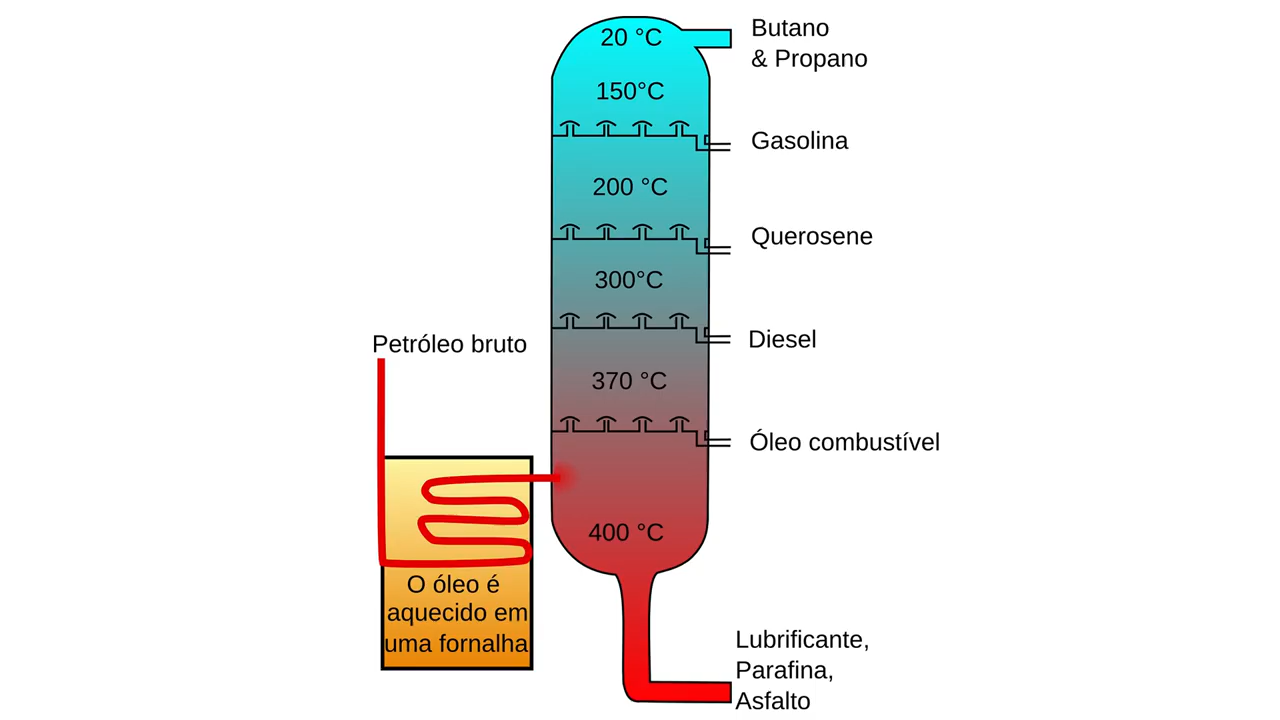 20 °C
Butano
& Propano
150°C
Gasolina
200 °C
Querosene
300°C
Diesel
Petróleo bruto
370 °C
Óleo combustível
400 °C
O óleo é
aquecido em
uma fornalha
Lubrificante,
Parafina,
Asfalto